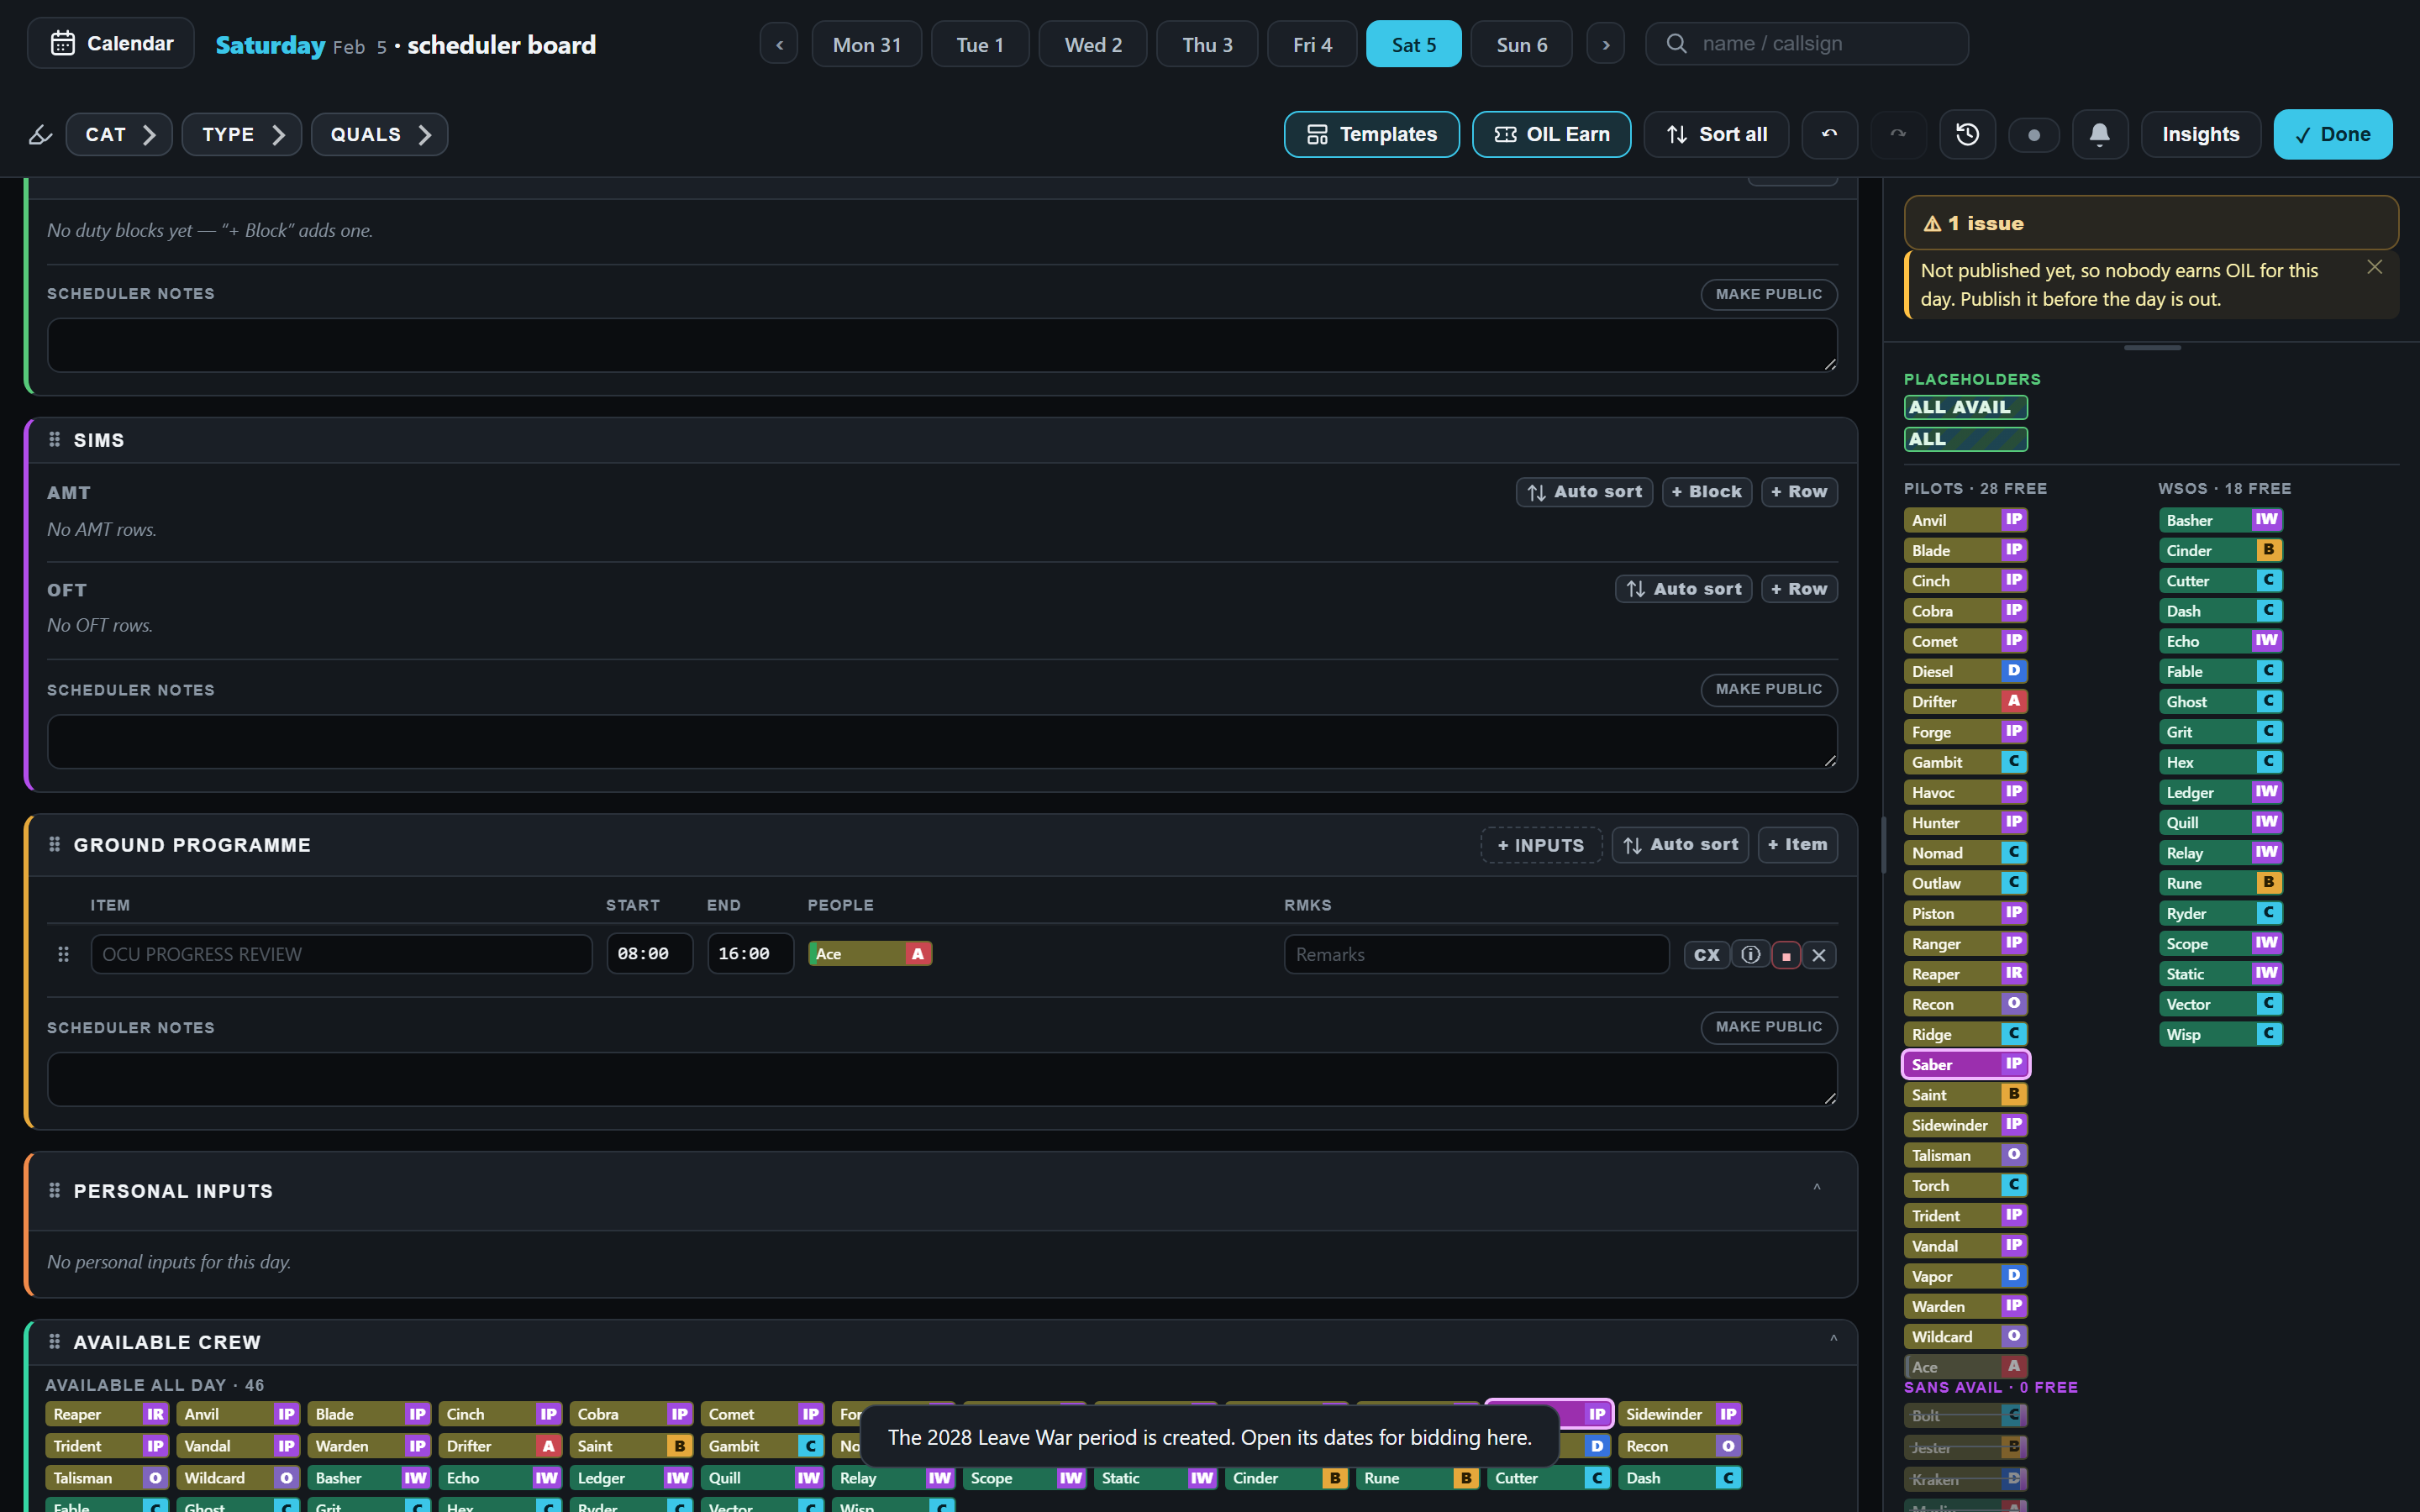 Calendar
Saturday Feb 5 · scheduler board
Mon 31
Tue 1
Wed 2
Thu 3
Fri 4
Sat 5
Sun 6
name / callsign
CAT
TYPE
QUALS
Templates
OIL Earn
Sort all
Insights
✓ Done
No duty blocks yet — “+ Block” adds one.
SCHEDULER NOTES
MAKE PUBLIC
SIMS
AMT
Auto sort
+ Block
+ Row
No AMT rows.
OFT
Auto sort
+ Row
No OFT rows.
SCHEDULER NOTES
MAKE PUBLIC
GROUND PROGRAMME
+ INPUTS
Auto sort
+ Item
ITEM START END PEOPLE RMKS
OCU PROGRESS REVIEW 08:00 16:00 Ace A Remarks CX
SCHEDULER NOTES
MAKE PUBLIC
PERSONAL INPUTS
No personal inputs for this day.
AVAILABLE CREW
AVAILABLE ALL DAY · 46
Reaper IR Anvil IP Blade IP Cinch IP Cobra IP Comet IP For IP Sidewinder IP
Trident IP Vandal IP Warden IP Drifter A Saint B Gambit C No D Recon O
Talisman O Wildcard O Basher IW Echo IW Ledger IW Quill IW Relay IW Scope IW Static IW Cinder B Rune B Cutter C Dash C
Fable C Ghost C Grit C Hex C Ryder C Vector C Wisp C
The 2028 Leave War period is created. Open its dates for bidding here.
⚠ 1 issue
Not published yet, so nobody earns OIL for this
day. Publish it before the day is out.
PLACEHOLDERS
ALL AVAIL
ALL
PILOTS · 28 FREE
Anvil IP
Blade IP
Cinch IP
Cobra IP
Comet IP
Diesel D
Drifter A
Forge IP
Gambit C
Havoc IP
Hunter IP
Nomad C
Outlaw C
Piston IP
Ranger IP
Reaper IR
Recon O
Ridge C
Saber IP
Saint B
Sidewinder IP
Talisman O
Torch C
Trident IP
Vandal IP
Vapor D
Warden IP
Wildcard O
Ace A
WSOS · 18 FREE
Basher IW
Cinder B
Cutter C
Dash C
Echo IW
Fable C
Ghost C
Grit C
Hex C
Ledger IW
Quill IW
Relay IW
Rune B
Ryder C
Scope IW
Static IW
Vector C
Wisp C
SANS AVAIL · 0 FREE
Bolt C
Jester B
Kraken D